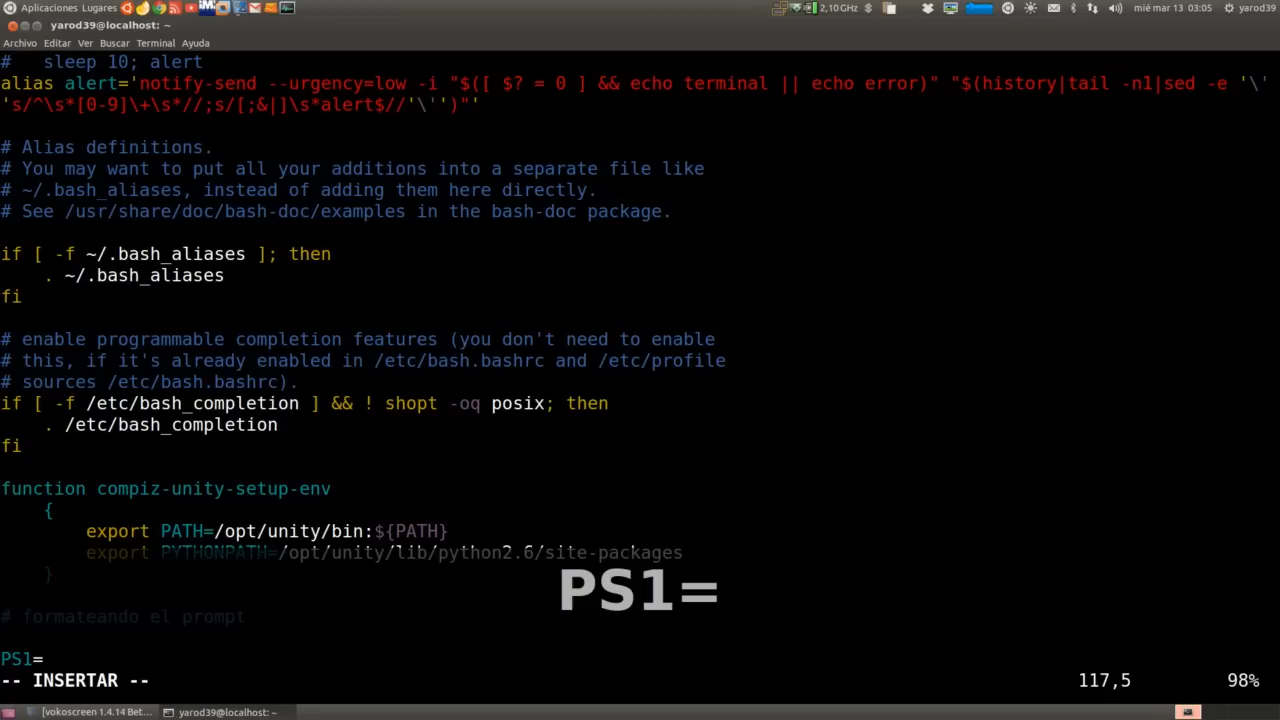 Aplicaciones Lugares
2,10GHz
mié mar 13 03:05
yarod39
yarod39@localhost: ~
Archivo Editar Ver Buscar Terminal Ayuda
#   sleep 10; alert
alias alert='notify-send --urgency=low -i "$([ $? = 0 ] && echo terminal || echo error)" "$(history|tail -n1|sed -e '\'
's/^\s*[0-9]\+\s*//;s/[;&|]\s*alert$//'\'')"'
# Alias definitions.
# You may want to put all your additions into a separate file like
# ~/.bash_aliases, instead of adding them here directly.
# See /usr/share/doc/bash-doc/examples in the bash-doc package.
if [ -f ~/.bash_aliases ]; then
    . ~/.bash_aliases
fi
# enable programmable completion features (you don't need to enable
# this, if it's already enabled in /etc/bash.bashrc and /etc/profile
# sources /etc/bash.bashrc).
if [ -f /etc/bash_completion ] && ! shopt -oq posix; then
    . /etc/bash_completion
fi
function compiz-unity-setup-env
    {
        export PATH=/opt/unity/bin:${PATH}
        export PYTHONPATH=/opt/unity/lib/python2.6/site-packages
    }
PS1=
# formateando el prompt
PS1=
-- INSERTAR --
117,5
98%
[vokoscreen 1.4.14 Bet...
yarod39@localhost: ~